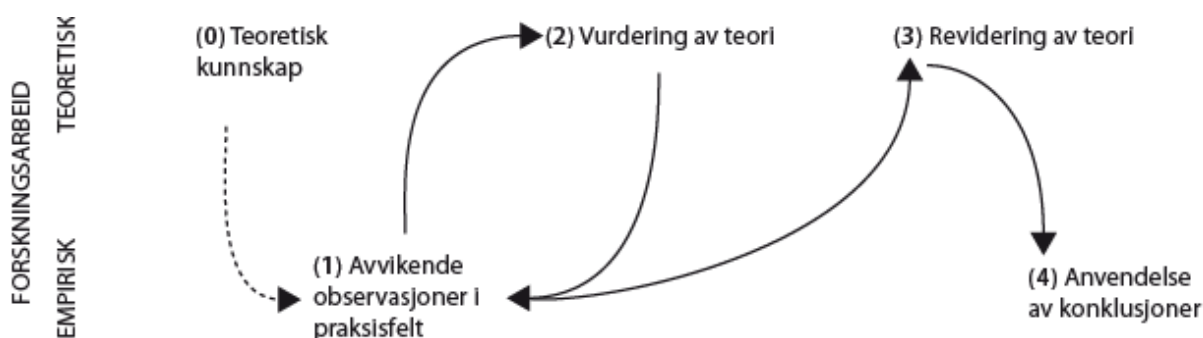 FORSKNINGSARBEID
TEORETISK
EMPIRISK
(0) Teoretisk
kunnskap
(2) Vurdering av teori
(3) Revidering av teori
(1) Avvikende
observasjoner i
praksisfelt
(4) Anvendelse
av konklusjoner